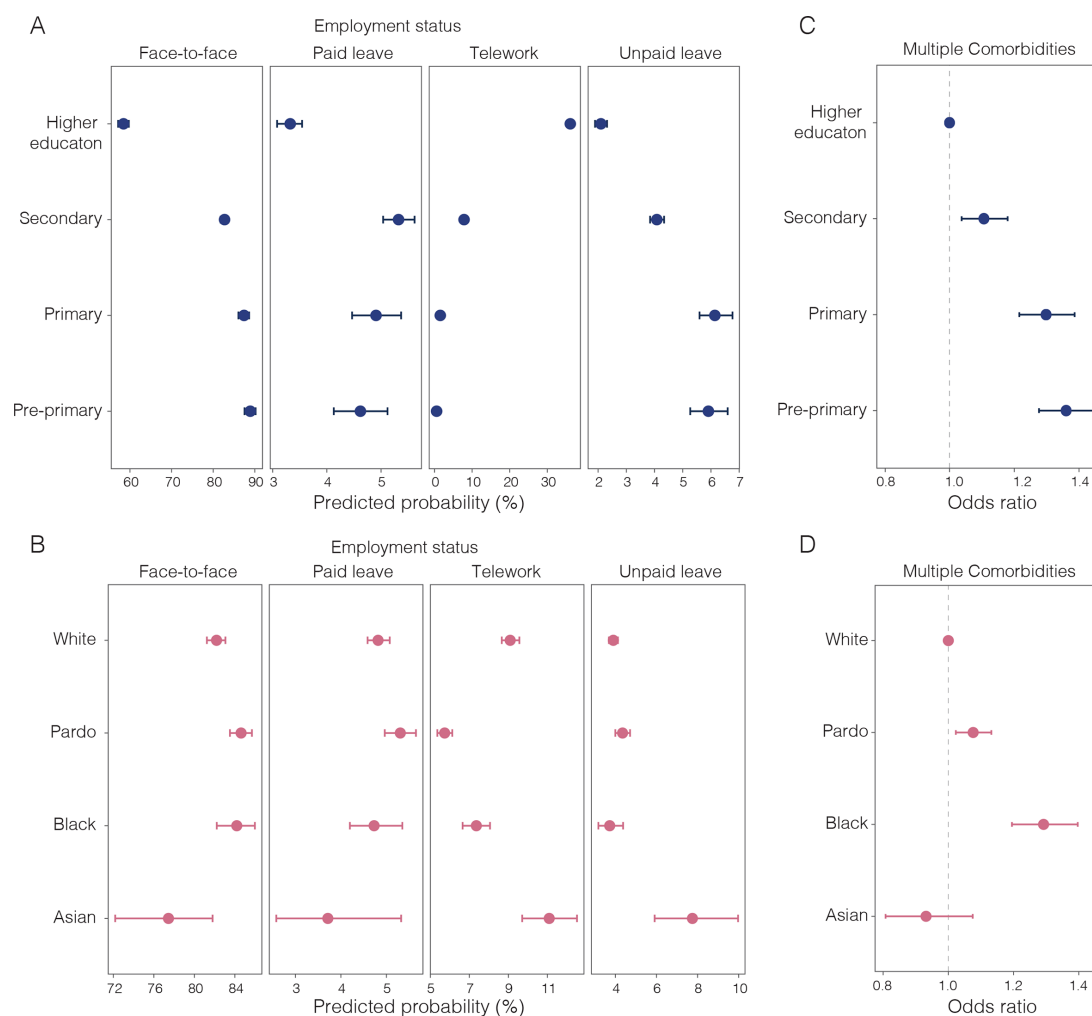 A
Employment status
Face-to-face Paid leave Telework Unpaid leave
Higher
educaton
Secondary
Primary
Pre-primary
60 70 80 90 3 4 5 0 10 20 30 2 3 4 5 6 7
Predicted probability (%)
C
Multiple Comorbidities
Higher
educaton
Secondary
Primary
Pre-primary
0.8 1.0 1.2 1.4
Odds ratio
B
Employment status
Face-to-face Paid leave Telework Unpaid leave
White
Pardo
Black
Asian
72 76 80 84 3 4 5 5 7 9 11 4 6 8 10
Predicted probability (%)
D
Multiple Comorbidities
White
Pardo
Black
Asian
0.8 1.0 1.2 1.4
Odds ratio